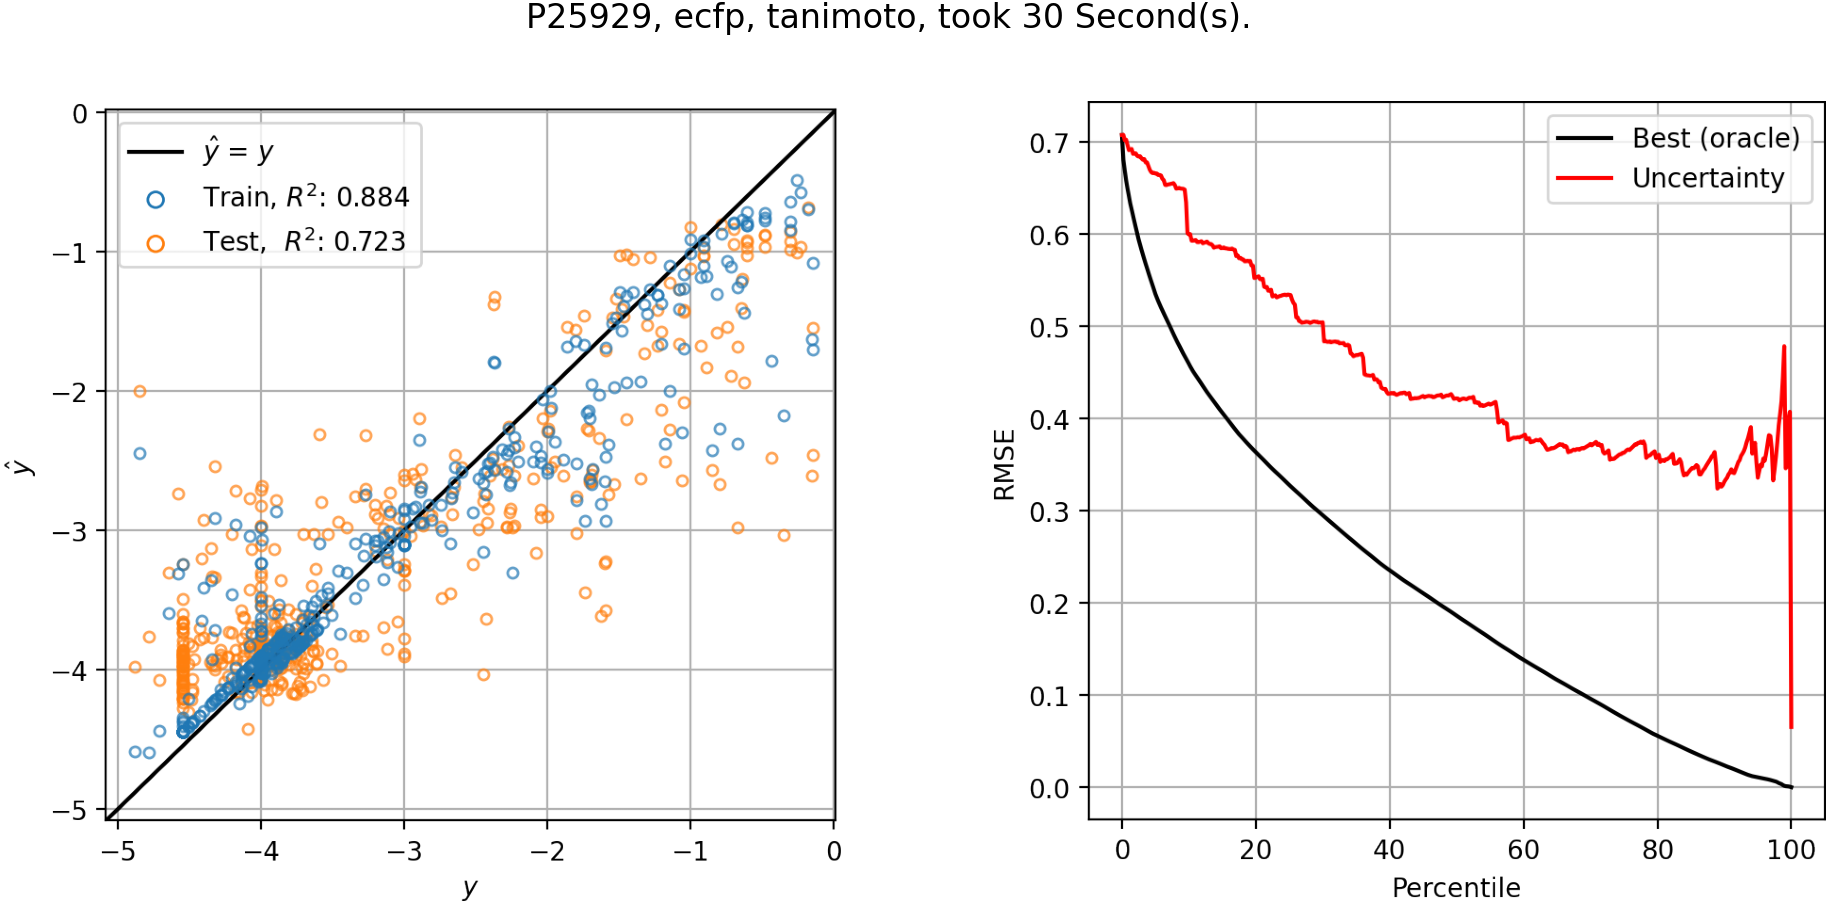 P25929, ecfp, tanimoto, took 30 Second(s).
ŷ = y
Train, R²: 0.884
Test, R²: 0.723
0
−1
−2
−3
−4
−5
ŷ
−5 −4 −3 −2 −1 0
y
Best (oracle)
Uncertainty
0.7
0.6
0.5
0.4
0.3
0.2
0.1
0.0
RMSE
0 20 40 60 80 100
Percentile